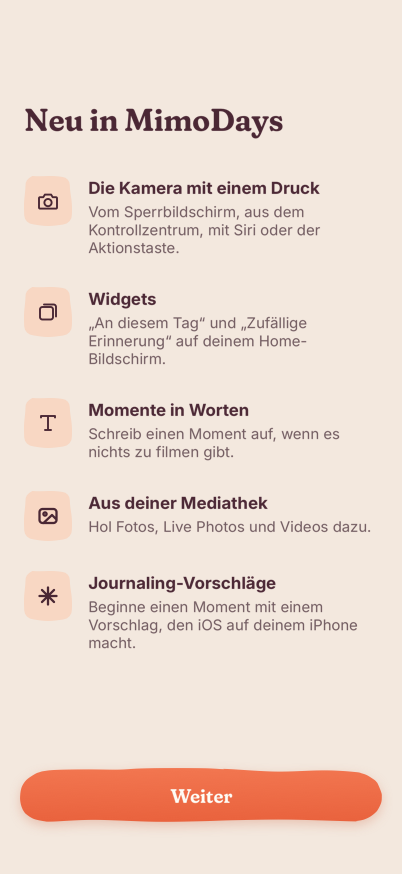 Neu in MimoDays
Die Kamera mit einem Druck
Vom Sperrbildschirm, aus dem
Kontrollzentrum, mit Siri oder der
Aktionstaste.
Widgets
„An diesem Tag“ und „Zufällige
Erinnerung“ auf deinem Home-
Bildschirm.
Momente in Worten
Schreib einen Moment auf, wenn es
nichts zu filmen gibt.
Aus deiner Mediathek
Hol Fotos, Live Photos und Videos dazu.
Journaling-Vorschläge
Beginne einen Moment mit einem
Vorschlag, den iOS auf deinem iPhone
macht.
Weiter